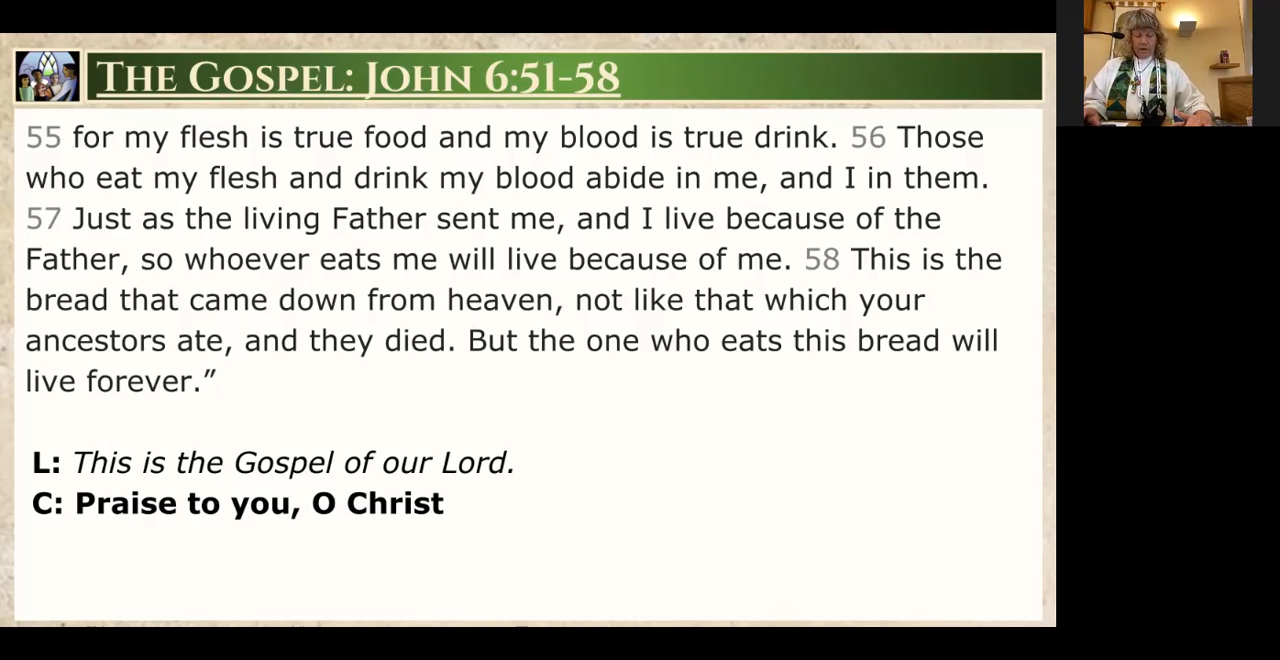 The Gospel: John 6:51-58
55 for my flesh is true food and my blood is true drink. 56 Those
who eat my flesh and drink my blood abide in me, and I in them.
57 Just as the living Father sent me, and I live because of the
Father, so whoever eats me will live because of me. 58 This is the
bread that came down from heaven, not like that which your
ancestors ate, and they died. But the one who eats this bread will
live forever.”
L: This is the Gospel of our Lord.
C: Praise to you, O Christ